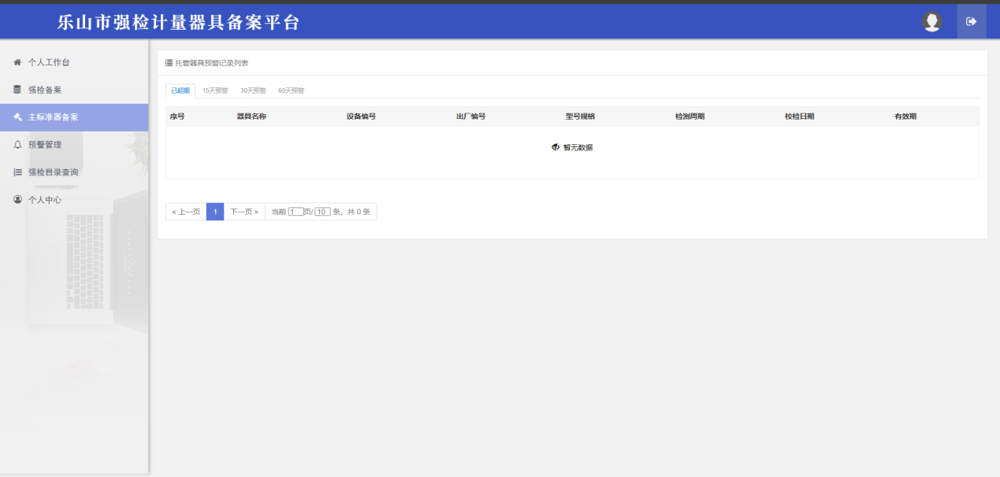 乐山市强检计量器具备案平台
个人工作台
强检备案
主标准器备案
预警管理
强检目录查询
个人中心
托管器具预警记录列表
已超期 15天预警 30天预警 60天预警
序号 器具名称 设备编号 出厂编号 型号规格 检测周期 校检日期 有效期
暂无数据
« 上一页 1 下一页 » 当前 1 页/ 10 条，共 0 条